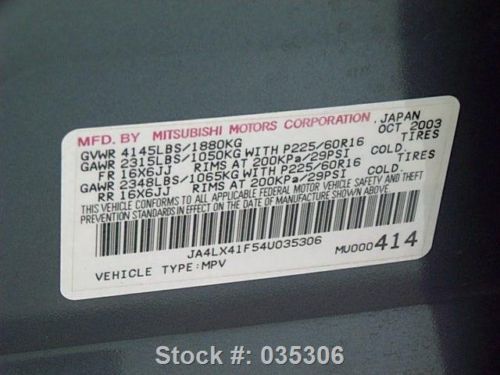 MFD. BY MITSUBISHI MOTORS CORPORATION, JAPAN
GVWR 4145LBS/1880KG OCT 2003
GAWR 2315LBS/1050KG WITH P225/60R16 TIRES
FR 16X6JJ RIMS AT 200KPa/29PSI COLD.
GAWR 2348LBS/1065KG WITH P225/60R16 TIRES
RR 16X6JJ RIMS AT 200KPa/29PSI COLD.
THIS VEHICLE CONFORMS TO ALL APPLICABLE FEDERAL MOTOR VEHICLE SAFETY AND
THEFT PREVENTION STANDARDS IN EFFECT ON THE DATE OF MANUFACTURE SHOWN ABOVE.
JA4LX41F54U035306
VEHICLE TYPE:MPV MU000414
Stock #: 035306